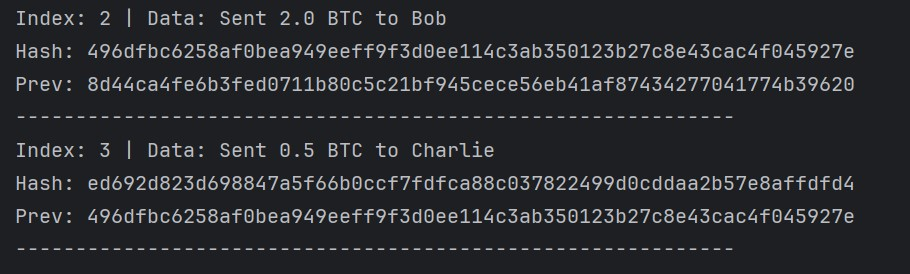 Index: 2 | Data: Sent 2.0 BTC to Bob
Hash: 496dfbc6258af0bea949eeff9f3d0ee114c3ab350123b27c8e43cac4f045927e
Prev: 8d44ca4fe6b3fed0711b80c5c21bf945cece56eb41af87434277041774b39620
------------------------------------------------------------
Index: 3 | Data: Sent 0.5 BTC to Charlie
Hash: ed692d823d698847a5f66b0ccf7fdfca88c037822499d0cddaa2b57e8affdfd4
Prev: 496dfbc6258af0bea949eeff9f3d0ee114c3ab350123b27c8e43cac4f045927e
------------------------------------------------------------